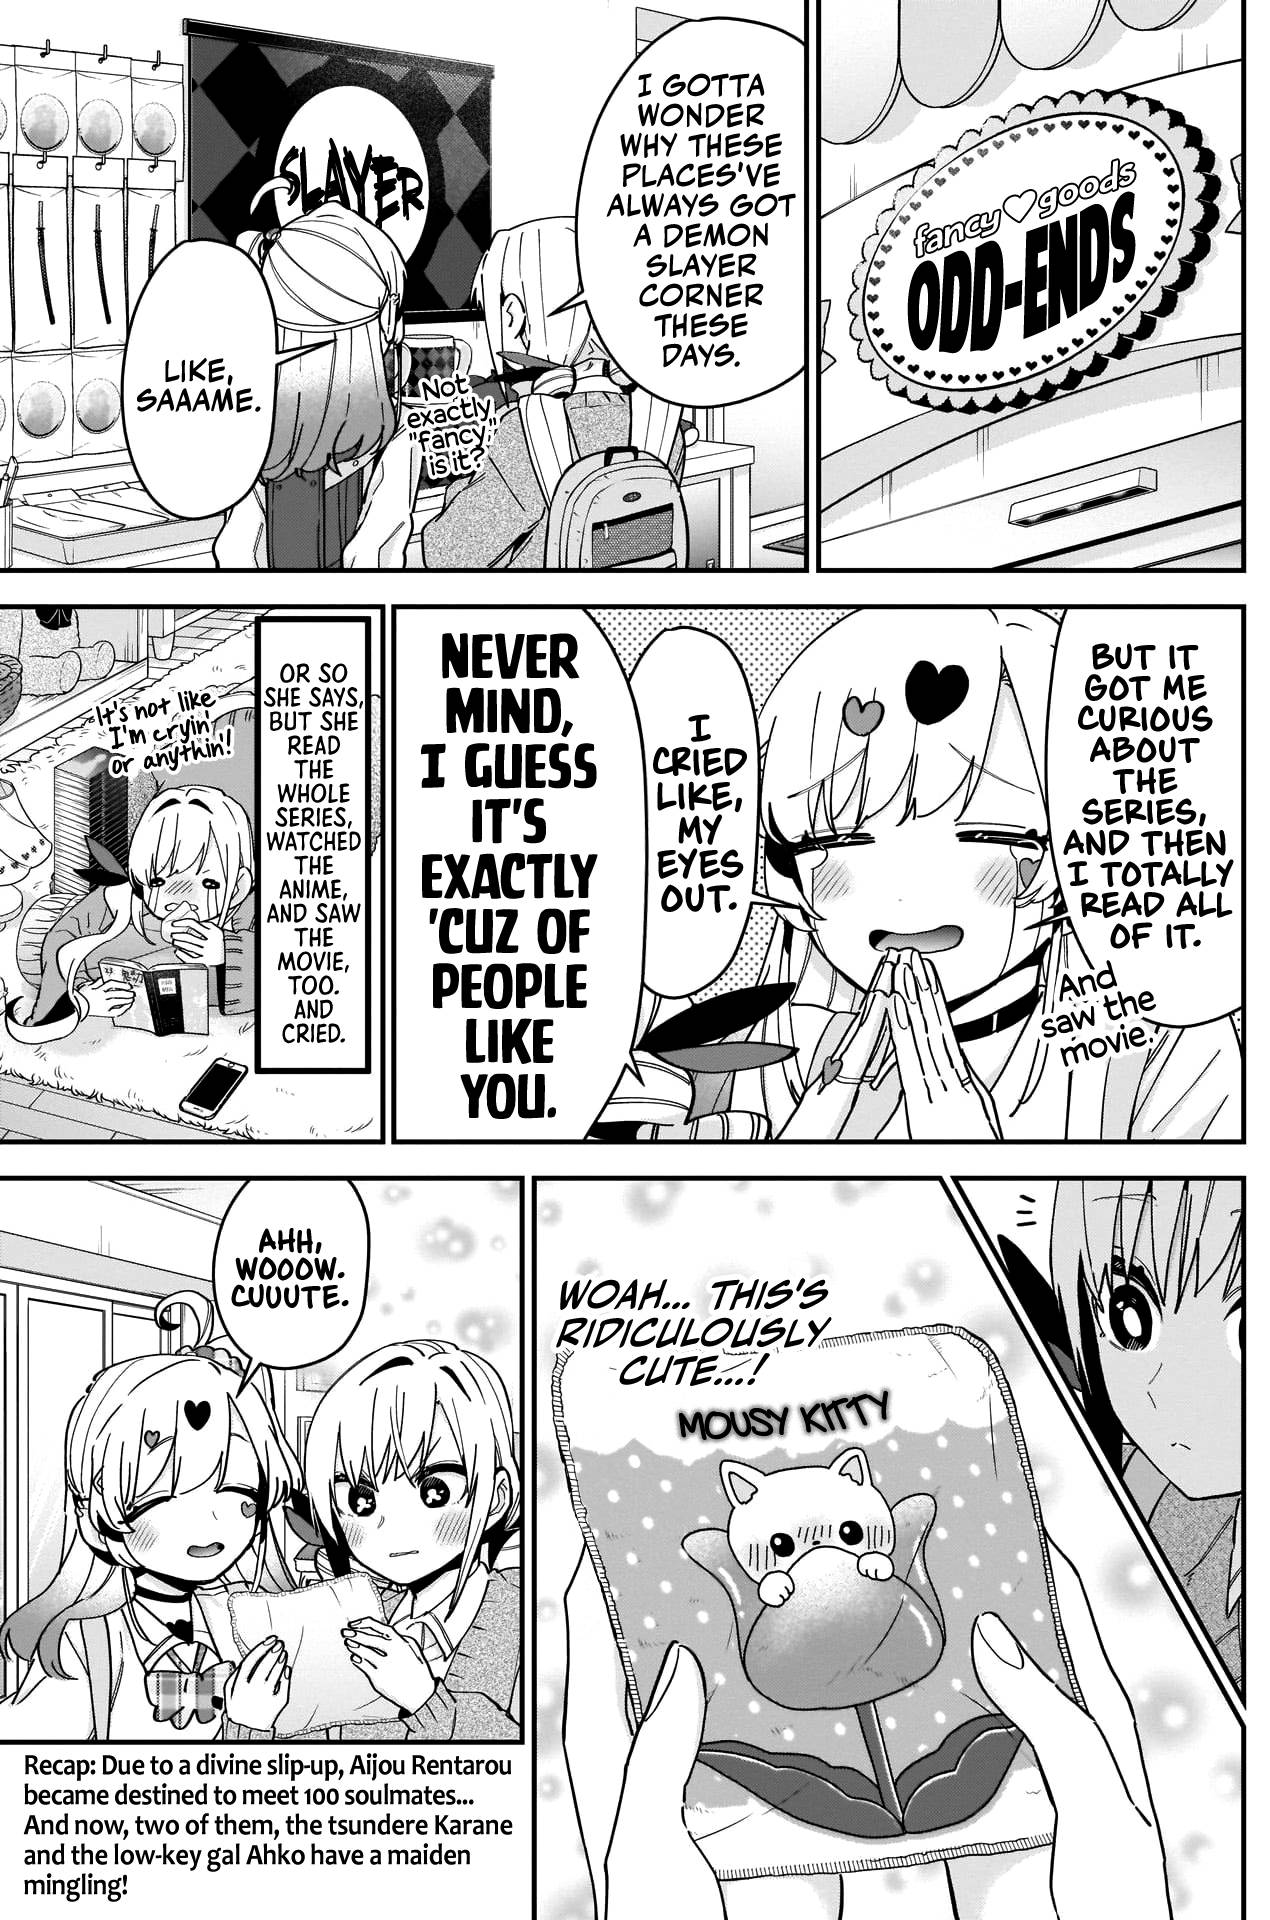 fancy♡goods
ODD-ENDS
I GOTTA
WONDER
WHY THESE
PLACES'VE
ALWAYS GOT
A DEMON
SLAYER
CORNER
THESE
DAYS.
SLAYER
Not
exactly
"fancy,"
is it?
LIKE,
SAAAME.
BUT IT
GOT ME
CURIOUS
ABOUT
THE
SERIES,
AND THEN
I TOTALLY
READ ALL
OF IT.
And
saw the
movie.
I
CRIED
LIKE,
MY
EYES
OUT.
NEVER
MIND,
I GUESS
IT'S
EXACTLY
'CUZ OF
PEOPLE
LIKE
YOU.
OR SO
SHE SAYS,
BUT SHE
READ
THE
WHOLE
SERIES,
WATCHED
THE
ANIME,
AND SAW
THE
MOVIE,
TOO.
AND
CRIED.
It's not like
I'm cryin'
or anythin'!
WOAH... THIS'S
RIDICULOUSLY
CUTE...!
MOUSY KITTY
AHH,
WOOOW.
CUUUTE.
Recap: Due to a divine slip-up, Aijou Rentarou
became destined to meet 100 soulmates...
And now, two of them, the tsundere Karane
and the low-key gal Ahko have a maiden
mingling!